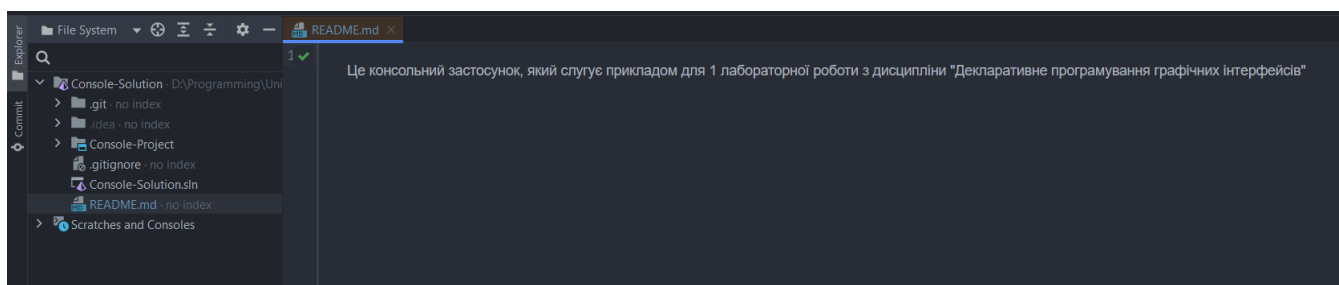 Explorer
Commit
File System
README.md
1
Це консольний застосунок, який слугує прикладом для 1 лабораторної роботи з дисципліни "Декларативне програмування графічних інтерфейсів"
Console-Solution · D:\Programming\Uni
.git · no index
.idea · no index
Console-Project
.gitignore · no index
Console-Solution.sln
README.md · no index
Scratches and Consoles